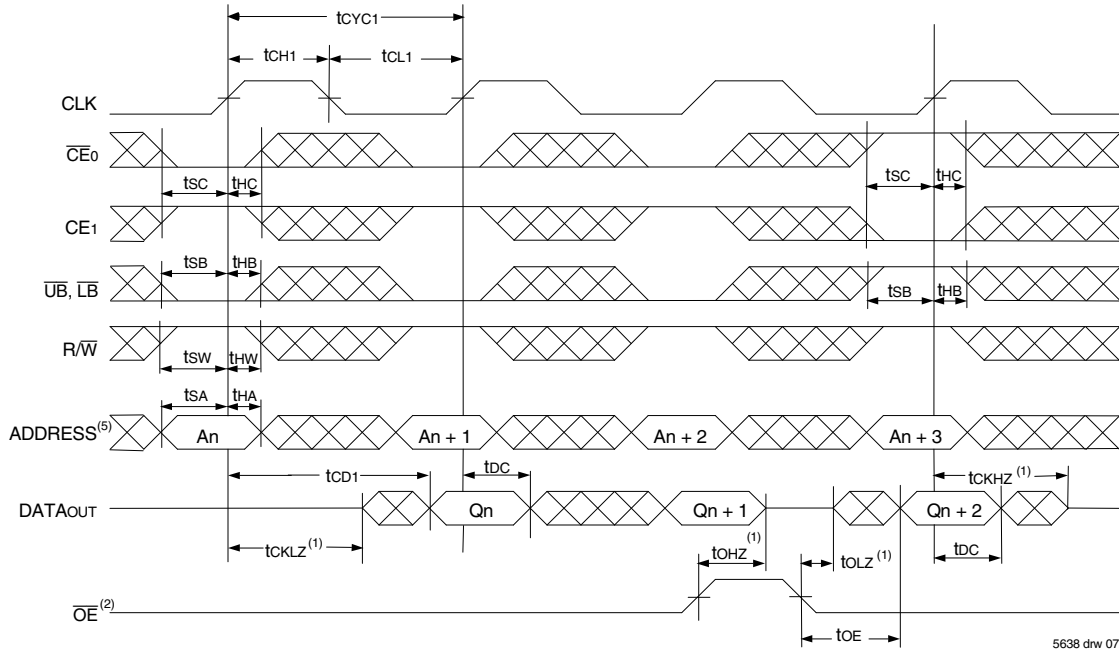 tCYC1
tCH1 tCL1
CLK
CE0
tSC tHC tSC tHC
CE1
tSB tHB
UB, LB tSB tHB
R/W
tSW tHW
tSA tHA
ADDRESS(5) An An + 1 An + 2 An + 3
tCD1 tDC tCKHZ (1)
DATAOUT Qn Qn + 1 Qn + 2
tCKLZ (1) tOHZ (1) tOLZ (1) tDC
OE (2)
tOE
5638 drw 07